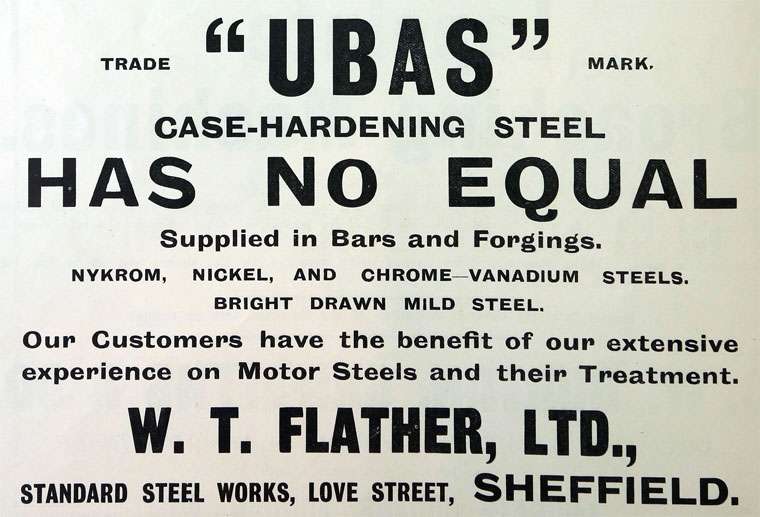 TRADE "UBAS" MARK.
CASE-HARDENING STEEL
HAS NO EQUAL
Supplied in Bars and Forgings.
NYKROM, NICKEL, AND CHROME—VANADIUM STEELS.
BRIGHT DRAWN MILD STEEL.
Our Customers have the benefit of our extensive
experience on Motor Steels and their Treatment.
W. T. FLATHER, LTD.,
STANDARD STEEL WORKS, LOVE STREET, SHEFFIELD.